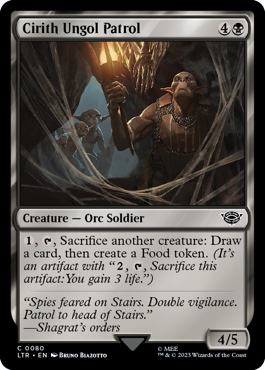 Cirith Ungol Patrol 4
Creature — Orc Soldier
1, , Sacrifice another creature: Draw
a card, then create a Food token. (It's
an artifact with “2, , Sacrifice this
artifact:You gain 3 life.”)
“Spies feared on Stairs. Double vigilance.
Patrol to head of Stairs.”
—Shagrat's orders
4/5
C 0080
LTR • EN BRUNO BIAZOTTO
© MEE
™ & © 2023 Wizards of the Coast